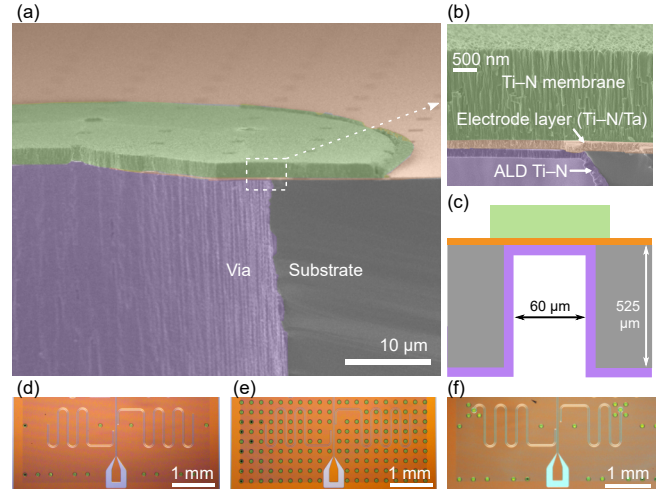 (a)
Via
Substrate
10 µm
(b)
500 nm
Ti–N membrane
Electrode layer (Ti–N/Ta)
ALD Ti–N
(c)
60 µm
525
µm
(d)
1 mm
(e)
1 mm
(f)
1 mm